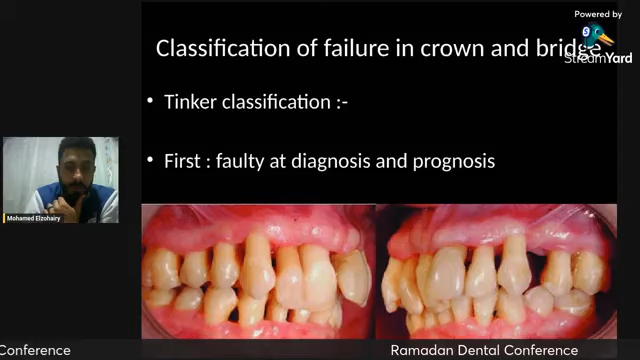 Powered by
StreamYard
Classification of failure in crown and bridge
• Tinker classification :-
• First : faulty at diagnosis and prognosis
Mohamed Elzohairy
Conference
Ramadan Dental Conference